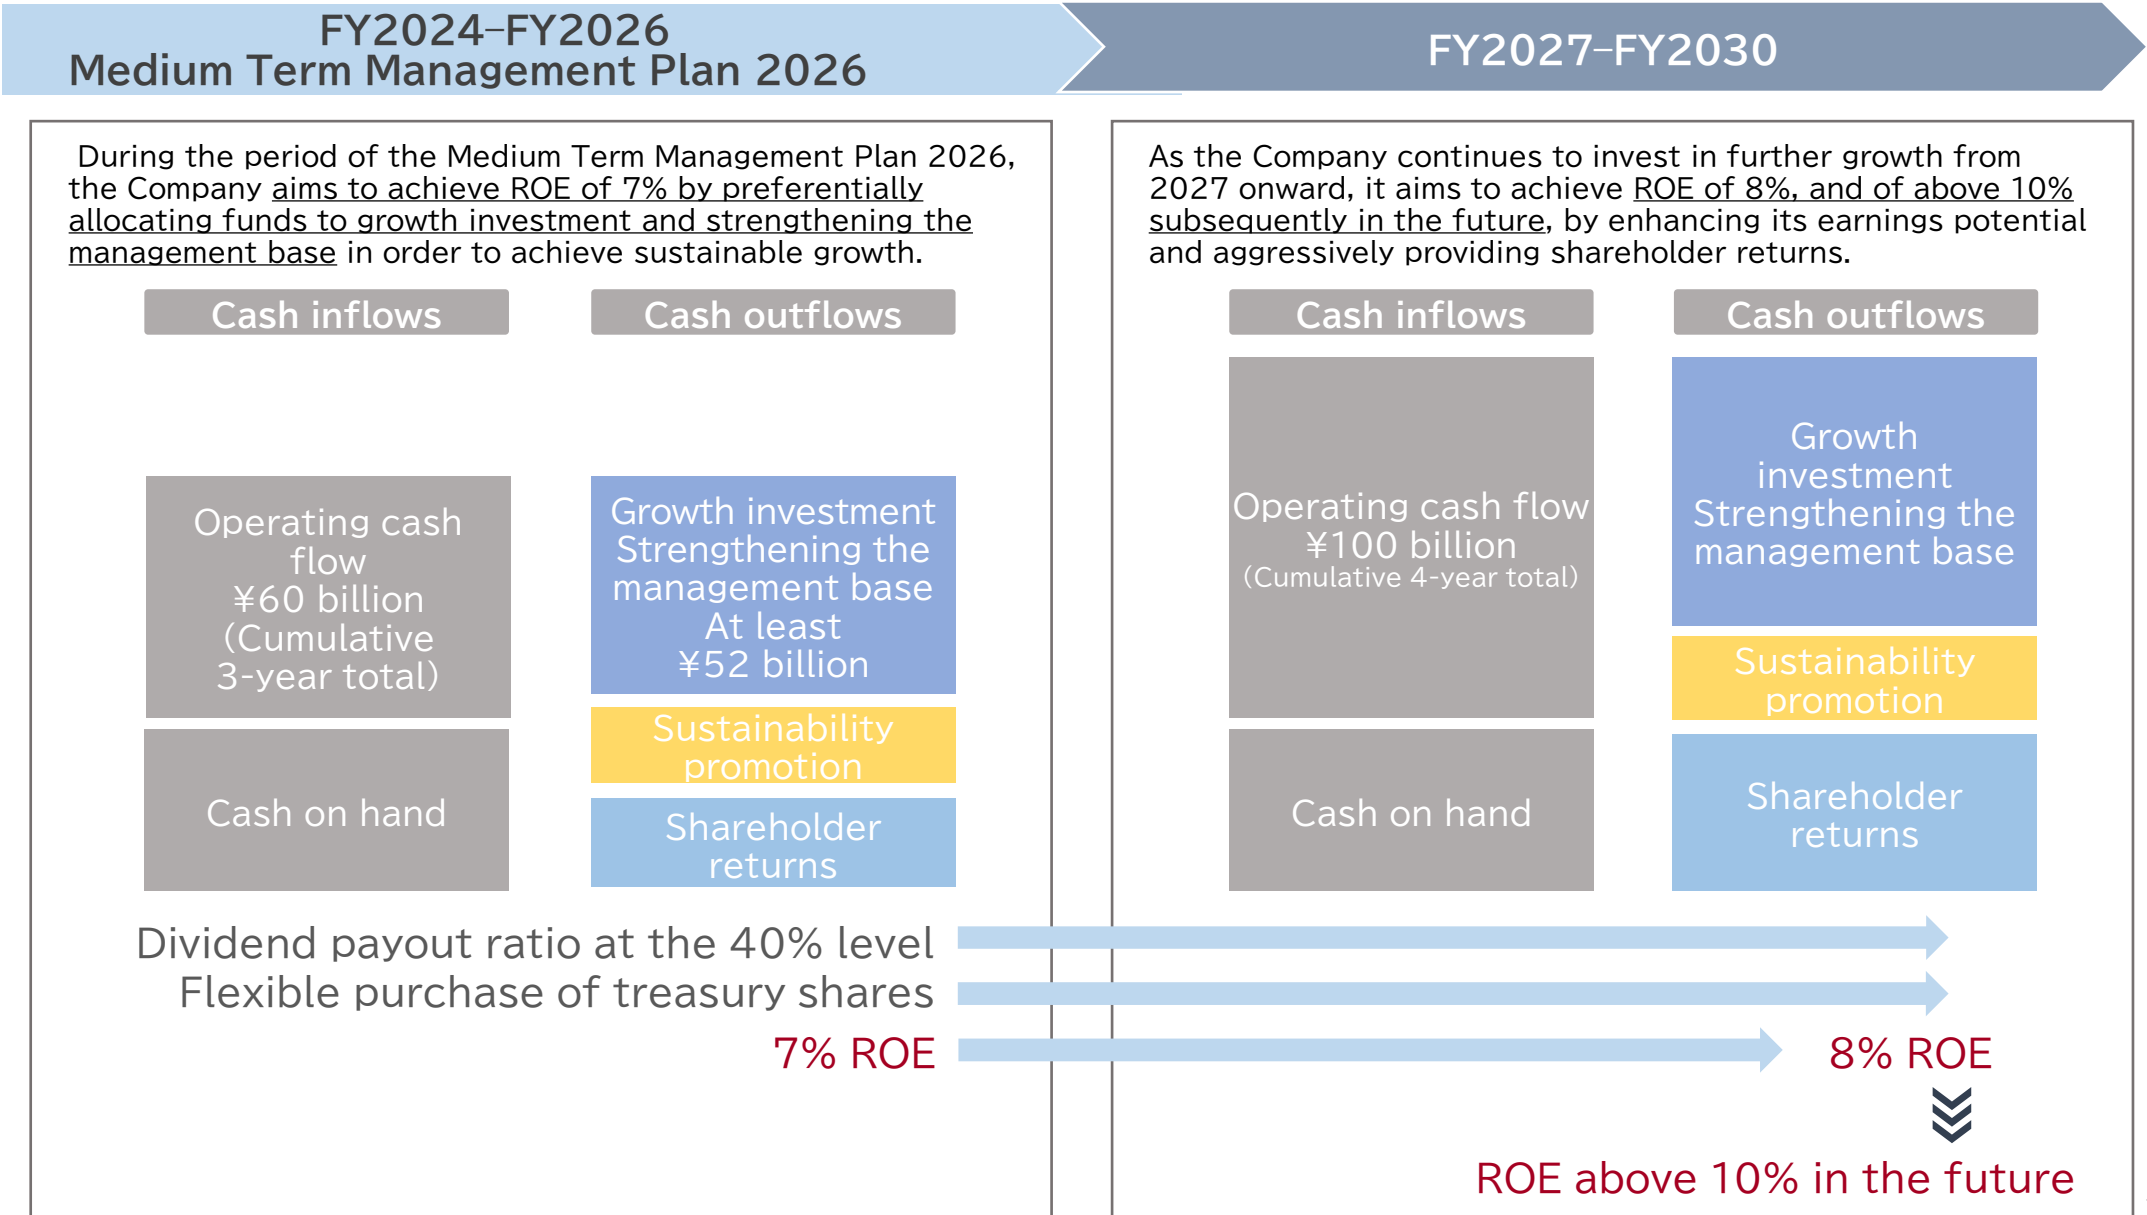 FY2024–FY2026
Medium Term Management Plan 2026
FY2027–FY2030
During the period of the Medium Term Management Plan 2026,
the Company aims to achieve ROE of 7% by preferentially
allocating funds to growth investment and strengthening the
management base in order to achieve sustainable growth.
Cash inflows
Cash outflows
Operating cash
flow
¥60 billion
(Cumulative
3-year total)
Cash on hand
Growth investment
Strengthening the
management base
At least
¥52 billion
Sustainability
promotion
Shareholder
returns
As the Company continues to invest in further growth from
2027 onward, it aims to achieve ROE of 8%, and of above 10%
subsequently in the future, by enhancing its earnings potential
and aggressively providing shareholder returns.
Cash inflows
Cash outflows
Operating cash flow
¥100 billion
(Cumulative 4-year total)
Cash on hand
Growth
investment
Strengthening the
management base
Sustainability
promotion
Shareholder
returns
Dividend payout ratio at the 40% level
Flexible purchase of treasury shares
7% ROE
8% ROE
ROE above 10% in the future